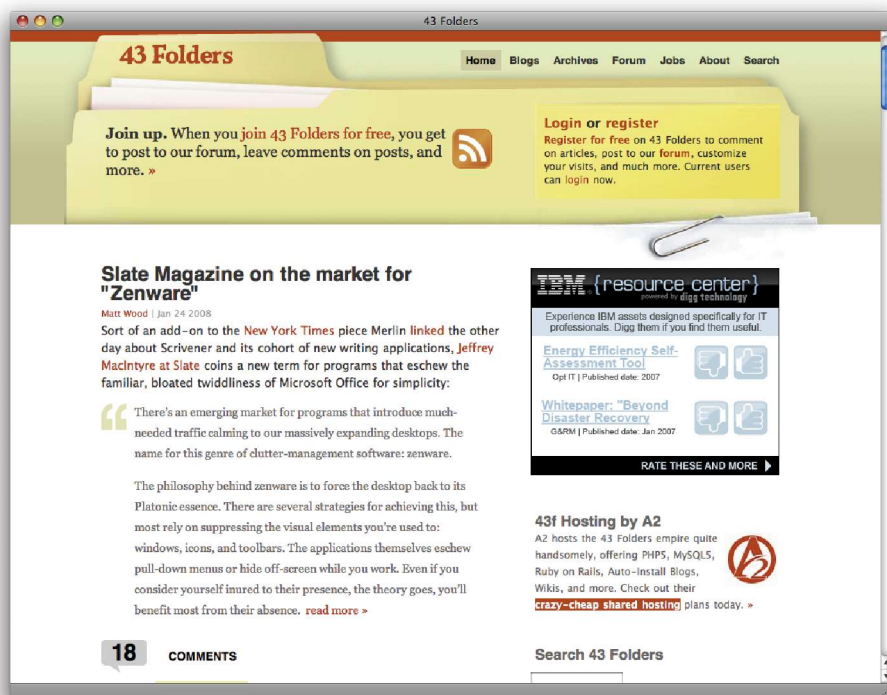 43 Folders
43 Folders
Home Blogs Archives Forum Jobs About Search
Join up. When you join 43 Folders for free, you get
to post to our forum, leave comments on posts, and
more. »
Login or register
Register for free on 43 Folders to comment
on articles, post to our forum, customize
your visits, and much more. Current users
can login now.
Slate Magazine on the market for
"Zenware"
Matt Wood | Jan 24 2008
Sort of an add-on to the New York Times piece Merlin linked the other
day about Scrivener and its cohort of new writing applications, Jeffrey
MacIntyre at Slate coins a new term for programs that eschew the
familiar, bloated twiddliness of Microsoft Office for simplicity:
There's an emerging market for programs that introduce much-
needed traffic calming to our massively expanding desktops. The
name for this genre of clutter-management software: zenware.
The philosophy behind zenware is to force the desktop back to its
Platonic essence. There are several strategies for achieving this, but
most rely on suppressing the visual elements you're used to:
windows, icons, and toolbars. The applications themselves eschew
pull-down menus or hide off-screen while you work. Even if you
consider yourself inured to their presence, the theory goes, you'll
benefit most from their absence. read more »
18 COMMENTS
IBM. {resource center}
powered by digg technology
Experience IBM assets designed specifically for IT
professionals. Digg them if you find them useful.
Energy Efficiency Self-
Assessment Tool
Opt IT | Published date: 2007
Whitepaper: "Beyond
Disaster Recovery
G&RM | Published date: Jan 2007
RATE THESE AND MORE
43f Hosting by A2
A2 hosts the 43 Folders empire quite
handsomely, offering PHP5, MySQL5,
Ruby on Rails, Auto-Install Blogs,
Wikis, and more. Check out their
crazy-cheap shared hosting plans today. »
A2
Search 43 Folders